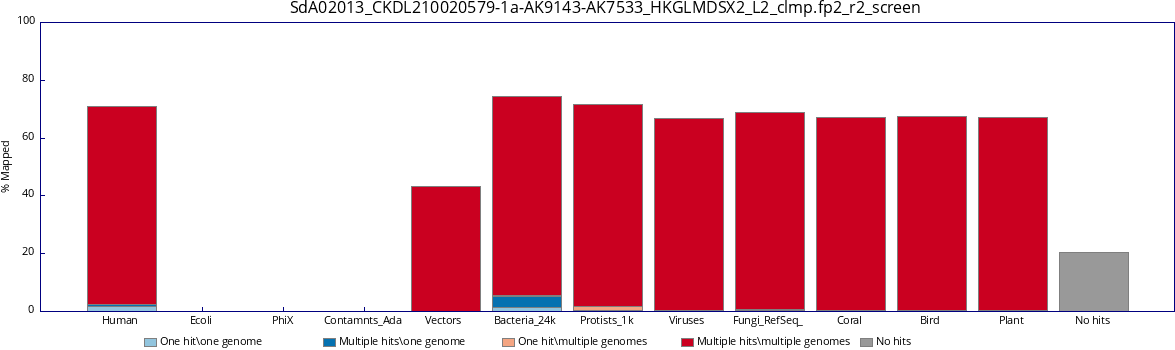 SdA02013_CKDL210020579-1a-AK9143-AK7533_HKGLMDSX2_L2_clmp.fp2_r2_screen
100
80
60
40
20
0
% Mapped
Human Ecoli PhiX Contamnts_Ada Vectors Bacteria_24k Protists_1k Viruses Fungi_RefSeq_ Coral Bird Plant No hits
One hit\one genome Multiple hits\one genome One hit\multiple genomes Multiple hits\multiple genomes No hits